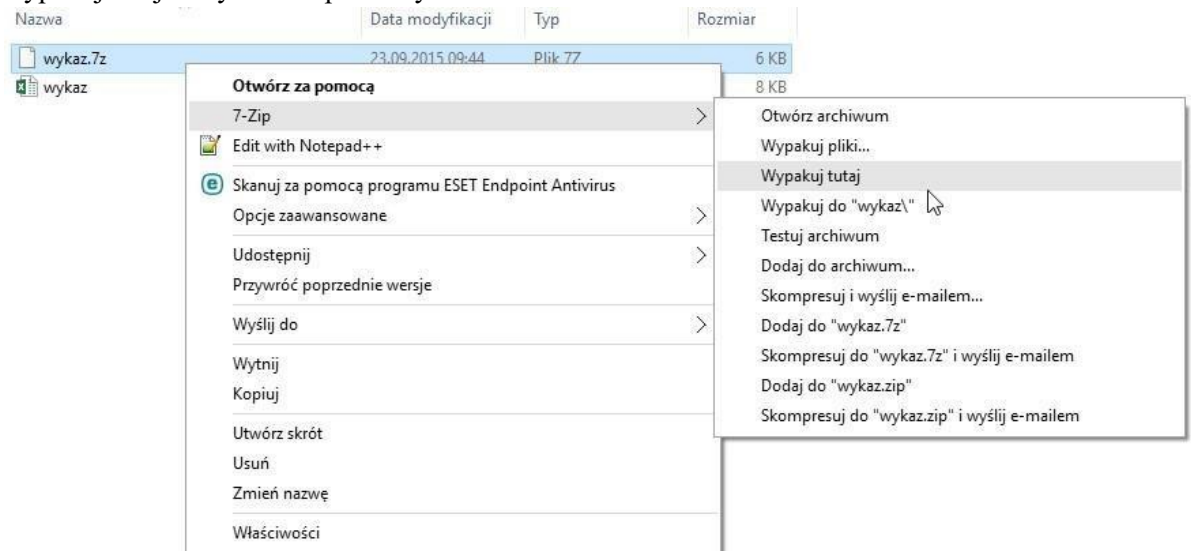 Nazwa Data modyfikacji Typ Rozmiar
wykaz.7z 23.09.2015 09:44 Plik 7Z 6 KB
wykaz 8 KB
Otwórz za pomocą
7-Zip
Edit with Notepad++
Skanuj za pomocą programu ESET Endpoint Antivirus
Opcje zaawansowane
Udostępnij
Przywróć poprzednie wersje
Wyślij do
Wytnij
Kopiuj
Utwórz skrót
Usuń
Zmień nazwę
Właściwości
Otwórz archiwum
Wypakuj pliki...
Wypakuj tutaj
Wypakuj do "wykaz\"
Testuj archiwum
Dodaj do archiwum...
Skompresuj i wyślij e-mailem...
Dodaj do "wykaz.7z"
Skompresuj do "wykaz.7z" i wyślij e-mailem
Dodaj do "wykaz.zip"
Skompresuj do "wykaz.zip" i wyślij e-mailem